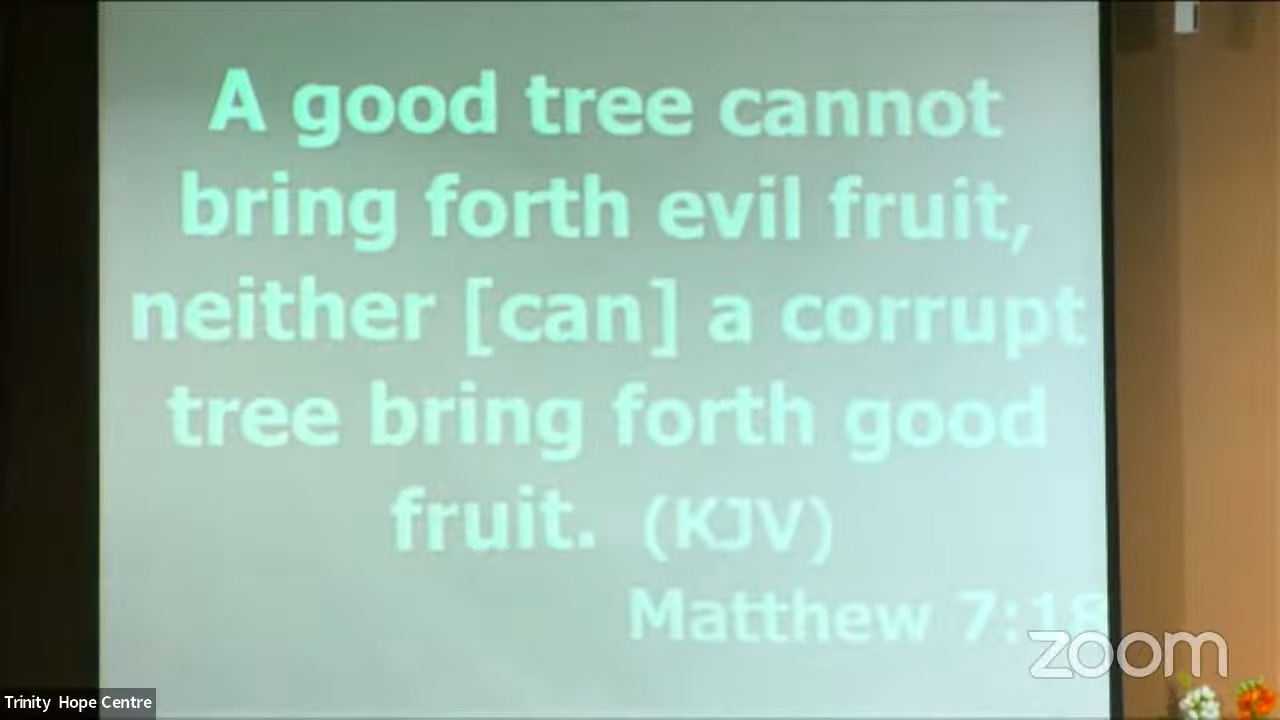 A good tree cannot
bring forth evil fruit,
neither [can] a corrupt
tree bring forth good
fruit. (KJV)
Matthew 7:18
zoom
Trinity Hope Centre